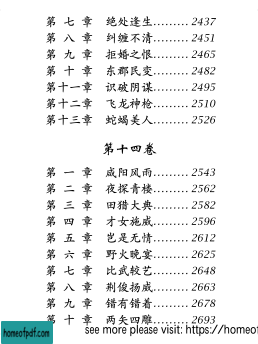 第七章 绝处逢生………2437
第八章 纠缠不清………2451
第九章 拒婚之恨………2465
第十章 东郡民变………2482
第十一章 识破阴谋………2495
第十二章 飞龙神枪………2510
第十三章 蛇蝎美人………2526
第十四卷
第一章 咸阳风雨………2543
第二章 夜探青楼………2562
第三章 田猎大典………2582
第四章 才女施威………2596
第五章 岂是无情………2612
第六章 野火晚宴………2625
第七章 比武较艺………2648
第八章 荆俊扬威………2663
第九章 错有错着………2678
第十章 两矢四雕………2693
homeofpdf.com
see more please visit: https://homeof